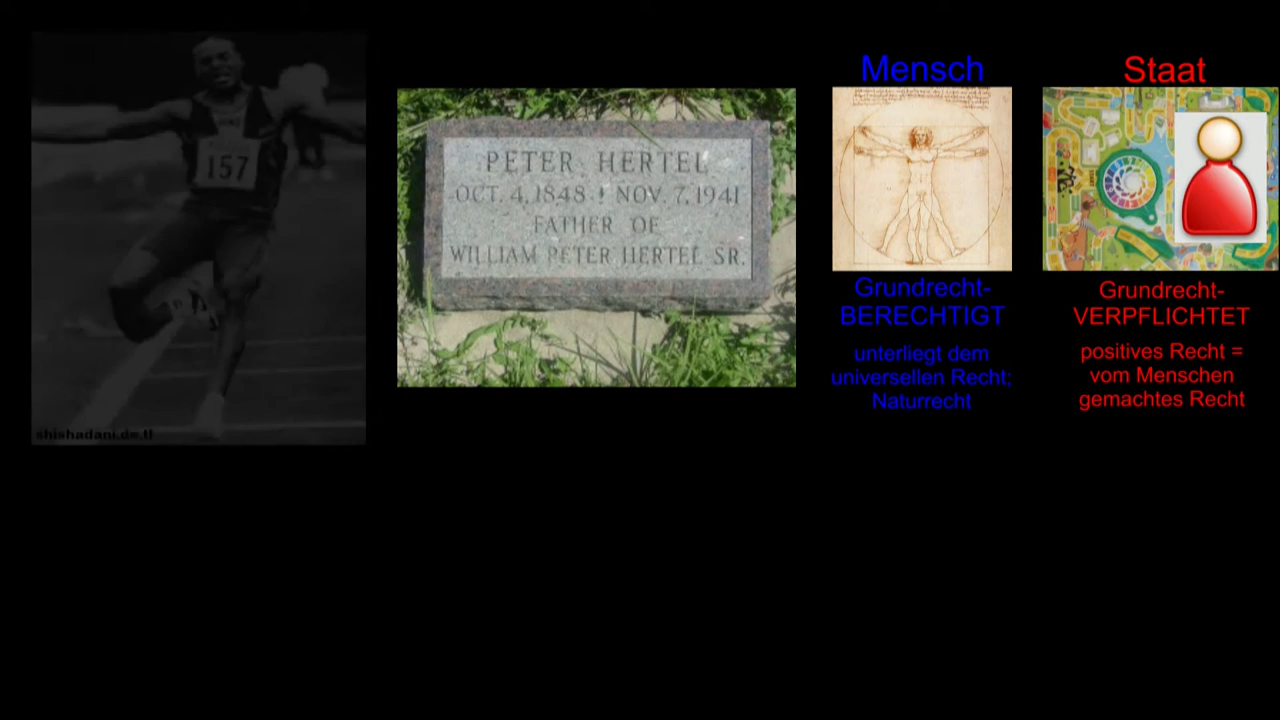 157
shishadani.de.tl
PETER HERTEL
OCT. 4, 1848 NOV. 7, 1941
FATHER OF
WILLIAM PETER HERTEL SR.
Mensch
Grundrecht-
BERECHTIGT
unterliegt dem
universellen Recht;
Naturrecht
Staat
Grundrecht-
VERPFLICHTET
positives Recht =
vom Menschen
gemachtes Recht